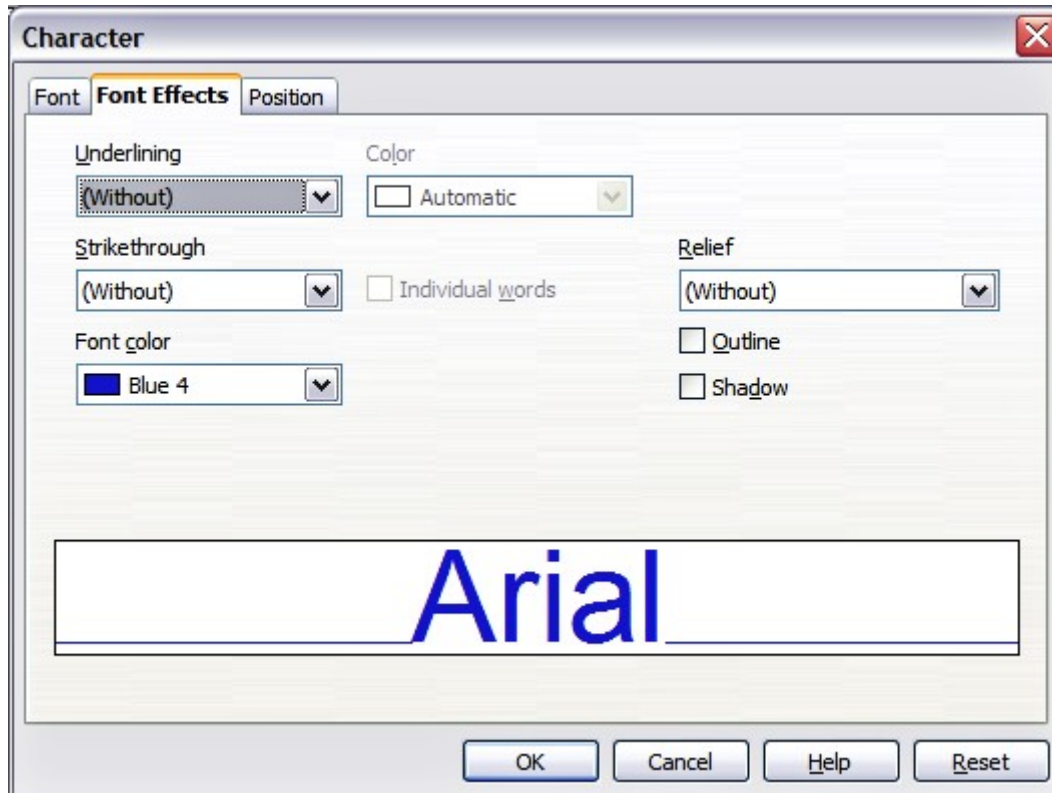 Character
Font Font Effects Position
Underlining Color
(Without) Automatic
Strikethrough Relief
(Without) Individual words (Without)
Font color Outline
Blue 4 Shadow
Arial
OK Cancel Help Reset